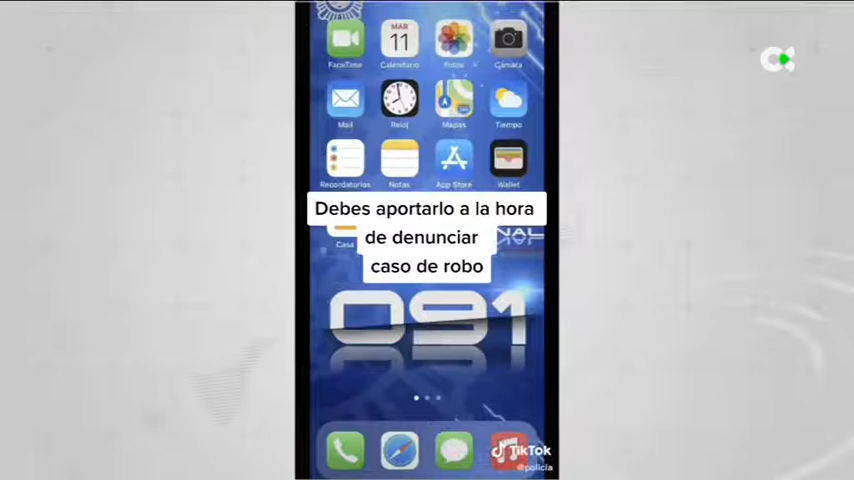 MAR
11
FaceTime
Calendario
Fotos
Cámara
Mail
Reloj
Mapas
Tiempo
Recordatorios
Notas
App Store
Wallet
Debes aportarlo a la hora
de denunciar
caso de robo
Casa
NAL
091
TikTok
@policia